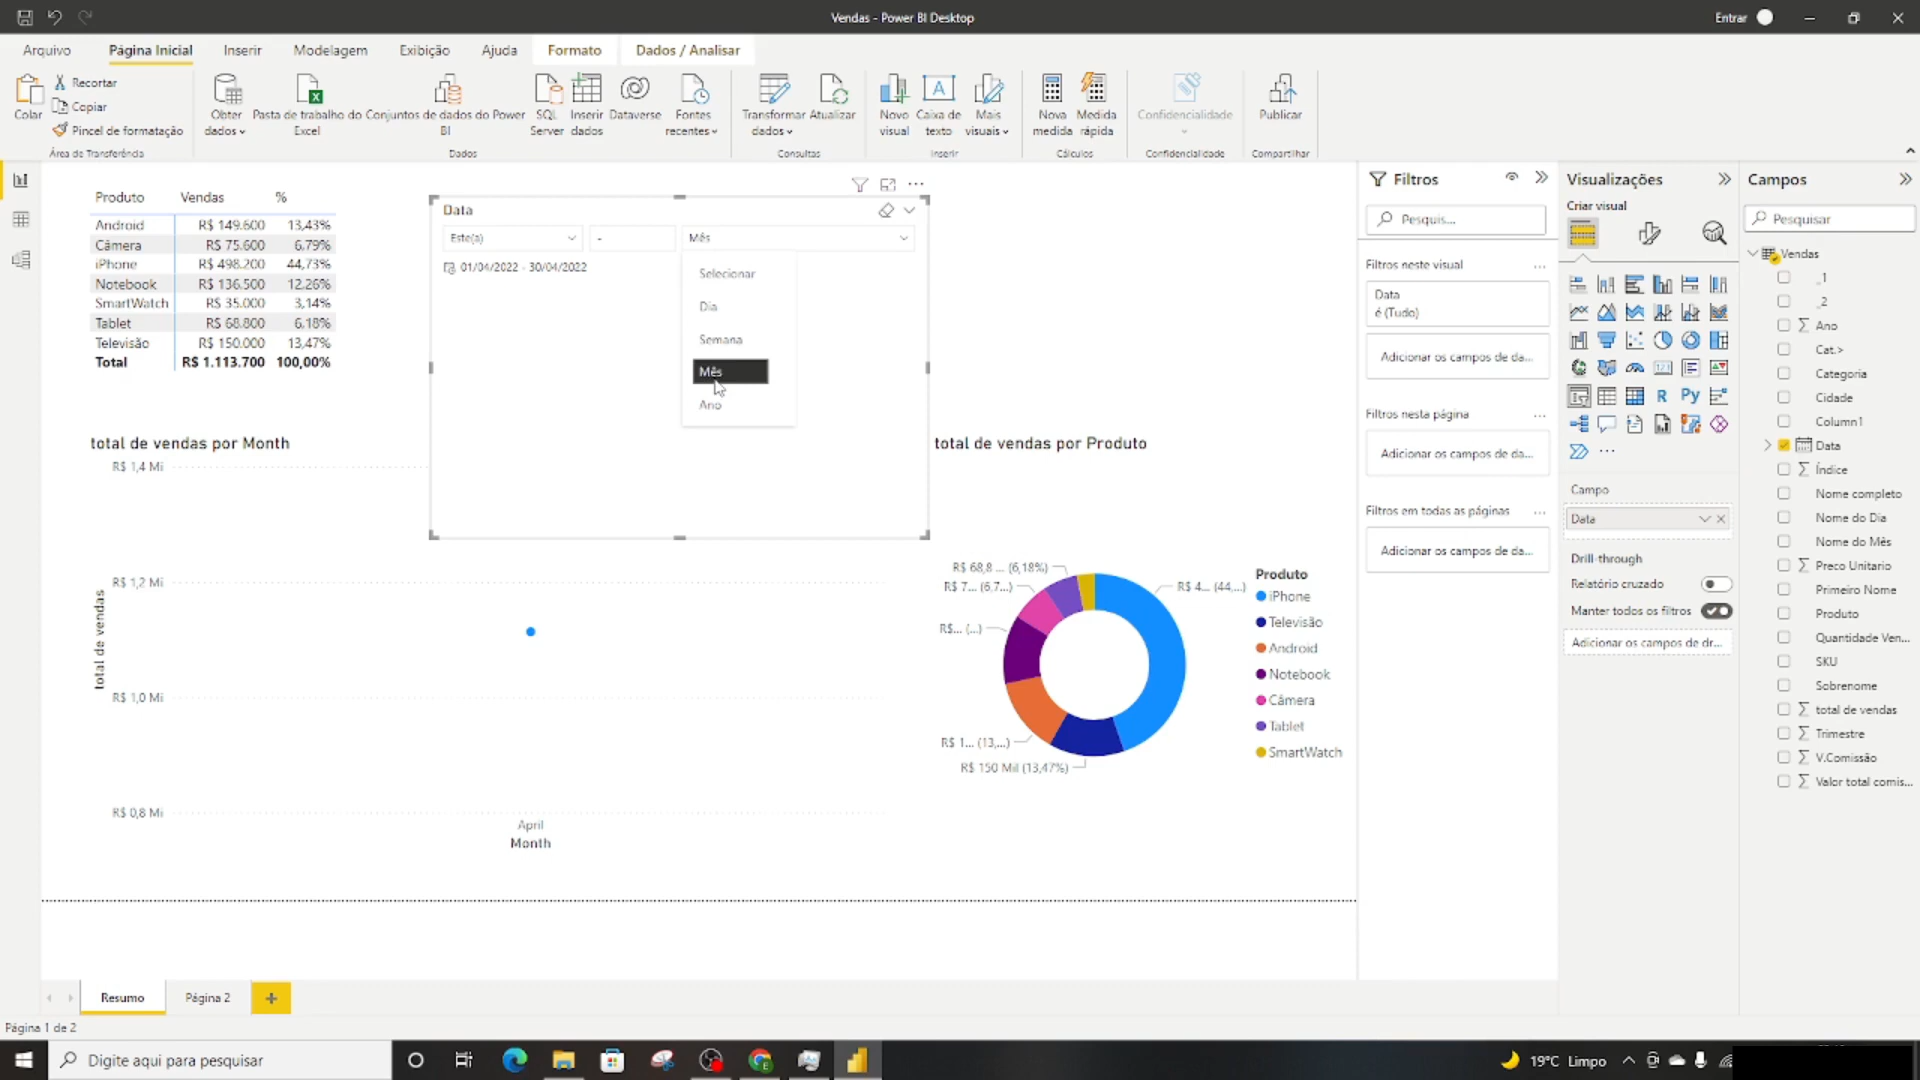 Vendas - Power BI Desktop
Entrar
Arquivo
Página Inicial
Inserir
Modelagem
Exibição
Ajuda
Formato
Dados / Analisar
Colar
Recortar
Copiar
Pincel de formatação
Área de Transferência
Obter dados
Pasta de trabalho do Excel
Conjuntos de dados do Power BI
SQL Server
Inserir dados
Dataverse
Fontes recentes
Dados
Transformar dados
Atualizar
Consultas
Novo visual
Caixa de texto
Mais visuais
Inserir
Nova medida
Medida rápida
Cálculos
Confidencialidade
Confidencialidade
Publicar
Compartilhar
Produto Vendas %
Android R$ 149.600 13,43%
Câmera R$ 75.600 6,79%
iPhone R$ 498.200 44,73%
Notebook R$ 136.500 12,26%
SmartWatch R$ 35.000 3,14%
Tablet R$ 68.800 6,18%
Televisão R$ 150.000 13,47%
Total R$ 1.113.700 100,00%
Data
Este(a)
-
Mês
01/04/2022 - 30/04/2022
Selecionar
Dia
Semana
Mês
Ano
total de vendas por Month
R$ 1,4 Mi
R$ 1,2 Mi
R$ 1,0 Mi
R$ 0,8 Mi
total de vendas
April
Month
total de vendas por Produto
R$ 68,8 ... (6,18%)
R$ 7... (6,7...)
R$... (...)
R$ 1... (13,...)
R$ 150 Mil (13,47%)
R$ 4... (44,...)
Produto
iPhone
Televisão
Android
Notebook
Câmera
Tablet
SmartWatch
Filtros
Pesquis...
Filtros neste visual ...
Data
é (Tudo)
Adicionar os campos de da...
Filtros nesta página ...
Adicionar os campos de da...
Filtros em todas as páginas ...
Adicionar os campos de da...
Visualizações
Criar visual
R
Py
...
Campo
Data
Drill-through
Relatório cruzado
Manter todos os filtros
Adicionar os campos de dr...
Campos
Pesquisar
Vendas
_1
_2
Ano
Cat.>
Categoria
Cidade
Column1
Data
Índice
Nome completo
Nome do Dia
Nome do Mês
Preco Unitario
Primeiro Nome
Produto
Quantidade Ven...
SKU
Sobrenome
total de vendas
Trimestre
V.Comissão
Valor total comis...
Resumo
Página 2
+
Página 1 de 2
Digite aqui para pesquisar
19°C Limpo